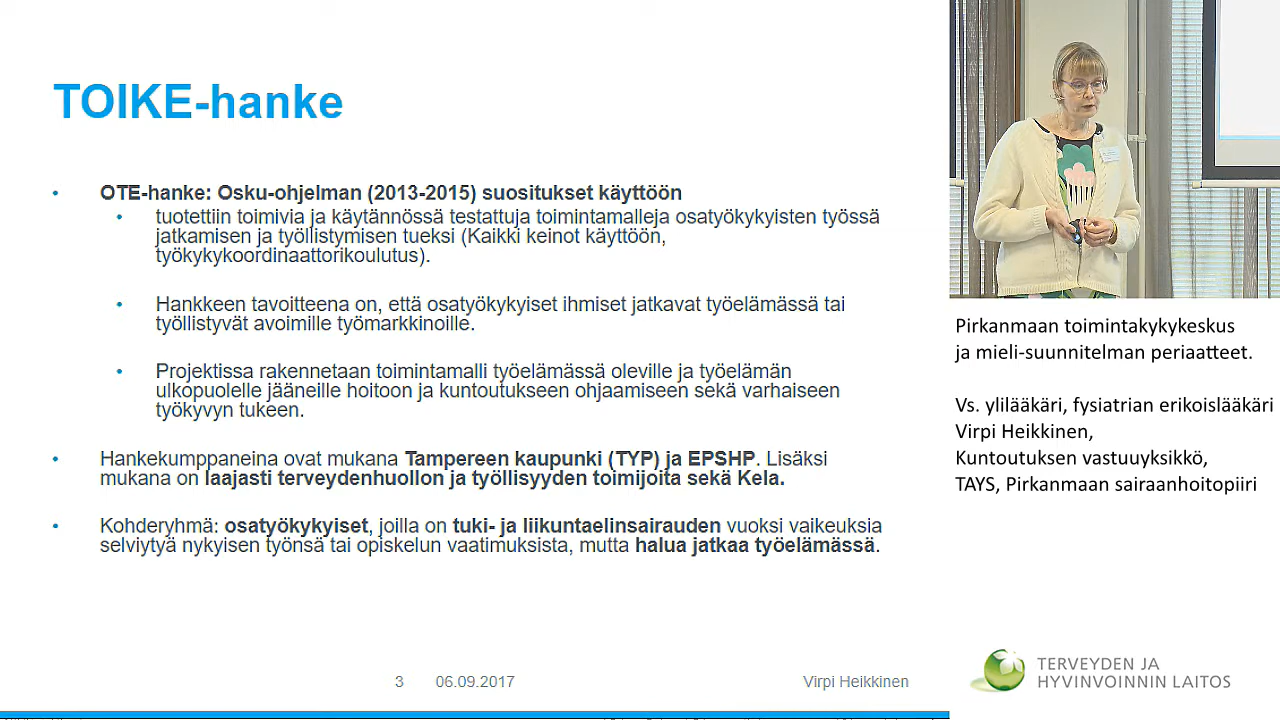 TOIKE-hanke
• OTE-hanke: Osku-ohjelman (2013-2015) suositukset käyttöön
• tuotettiin toimivia ja käytännössä testattuja toimintamalleja osatyökykyisten työssä
jatkamisen ja työllistymisen tueksi (Kaikki keinot käyttöön,
työkykykoordinaattorikoulutus).
• Hankkeen tavoitteena on, että osatyökykyiset ihmiset jatkavat työelämässä tai
työllistyvät avoimille työmarkkinoille.
• Projektissa rakennetaan toimintamalli työelämässä oleville ja työelämän
ulkopuolelle jääneille hoitoon ja kuntoutukseen ohjaamiseen sekä varhaiseen
työkyvyn tukeen.
• Hankekumppaneina ovat mukana Tampereen kaupunki (TYP) ja EPSHP. Lisäksi
mukana on laajasti terveydenhuollon ja työllisyyden toimijoita sekä Kela.
• Kohderyhmä: osatyökykyiset, joilla on tuki- ja liikuntaelinsairauden vuoksi vaikeuksia
selviytyä nykyisen työnsä tai opiskelun vaatimuksista, mutta halua jatkaa työelämässä.
3 06.09.2017 Virpi Heikkinen
Pirkanmaan toimintakykykeskus
ja mieli-suunnitelman periaatteet.
Vs. ylilääkäri, fysiatrian erikoislääkäri
Virpi Heikkinen,
Kuntoutuksen vastuuyksikkö,
TAYS, Pirkanmaan sairaanhoitopiiri
TERVEYDEN JA
HYVINVOINNIN LAITOS